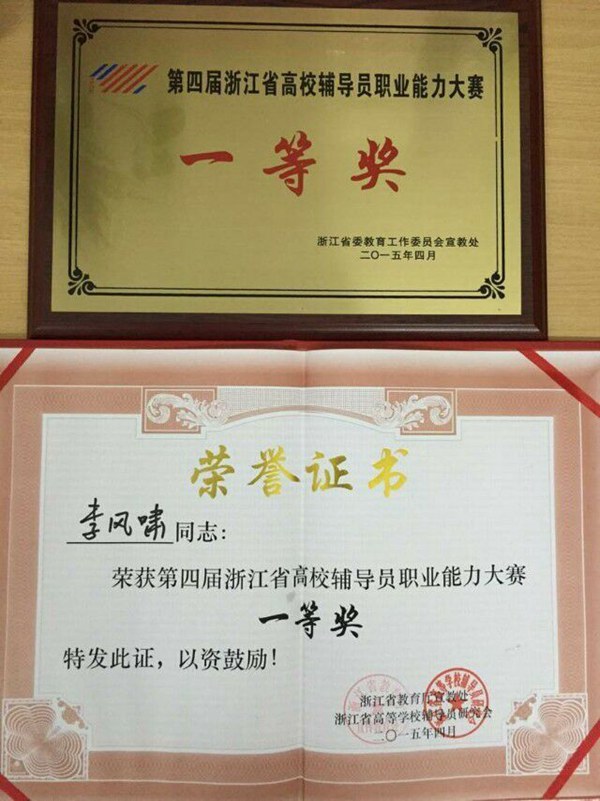 第四届浙江省高校辅导员职业能力大赛
一等奖
浙江省委教育工作委员会宣教处
二〇一五年四月
荣誉证书
李风啸同志：
荣获第四届浙江省高校辅导员职业能力大赛
一等奖
特发此证，以资鼓励！
浙江省教育厅宣教处
浙江省高等学校辅导员研究会
二〇一五年四月